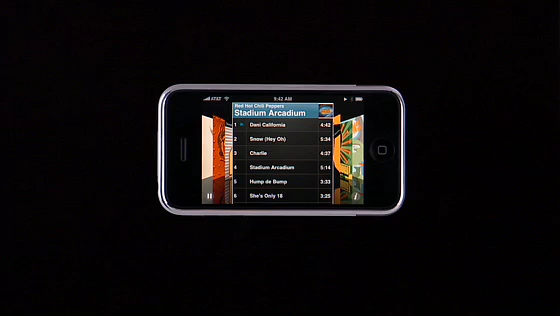 AT&T 9:42 AM
Red Hot Chili Peppers
Stadium Arcadium
1 Dani California 4:42
2 Snow (Hey Oh) 5:34
3 Charlie 4:37
4 Stadium Arcadium 5:14
5 Hump de Bump 3:33
6 She's Only 18 3:25
i